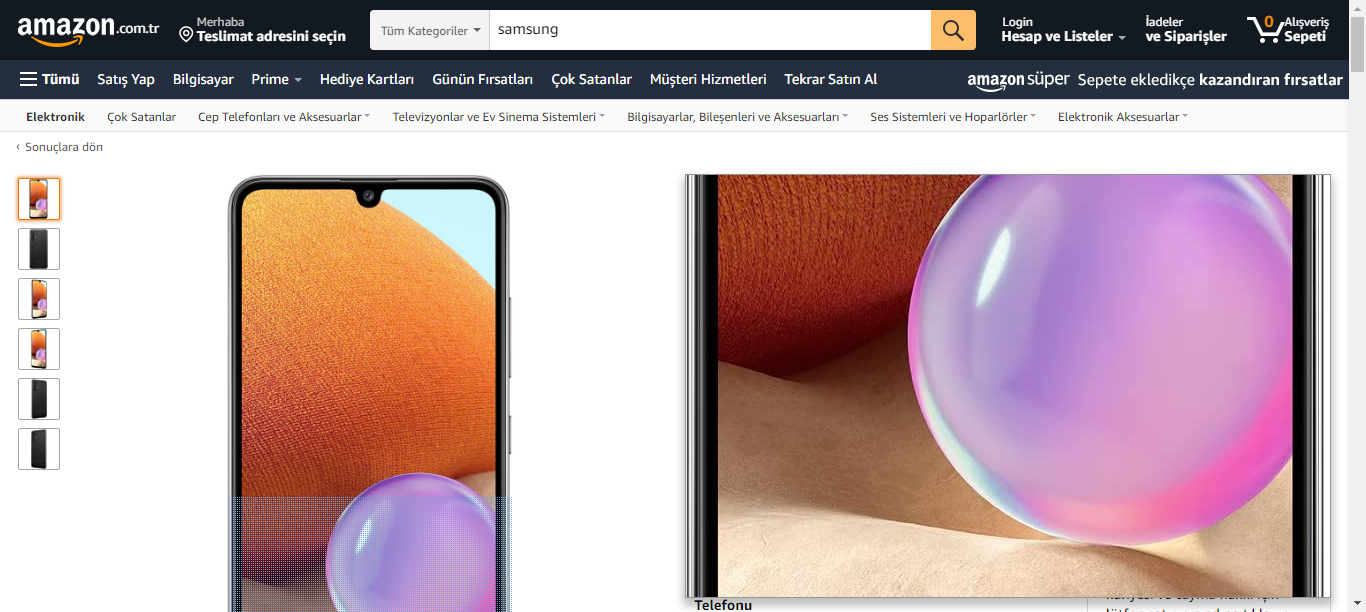 amazon.com.tr
Merhaba
Teslimat adresini seçin
Tüm Kategoriler
samsung
Login
Hesap ve Listeler
İadeler
ve Siparişler
0
Alışveriş
Sepeti
Tümü
Satış Yap
Bilgisayar
Prime
Hediye Kartları
Günün Fırsatları
Çok Satanlar
Müşteri Hizmetleri
Tekrar Satın Al
amazon süper Sepete ekledikçe kazandıran fırsatlar
Elektronik
Çok Satanlar
Cep Telefonları ve Aksesuarlar
Televizyonlar ve Ev Sinema Sistemleri
Bilgisayarlar, Bileşenleri ve Aksesuarları
Ses Sistemleri ve Hoparlörler
Elektronik Aksesuarlar
‹ Sonuçlara dön
Telefonu